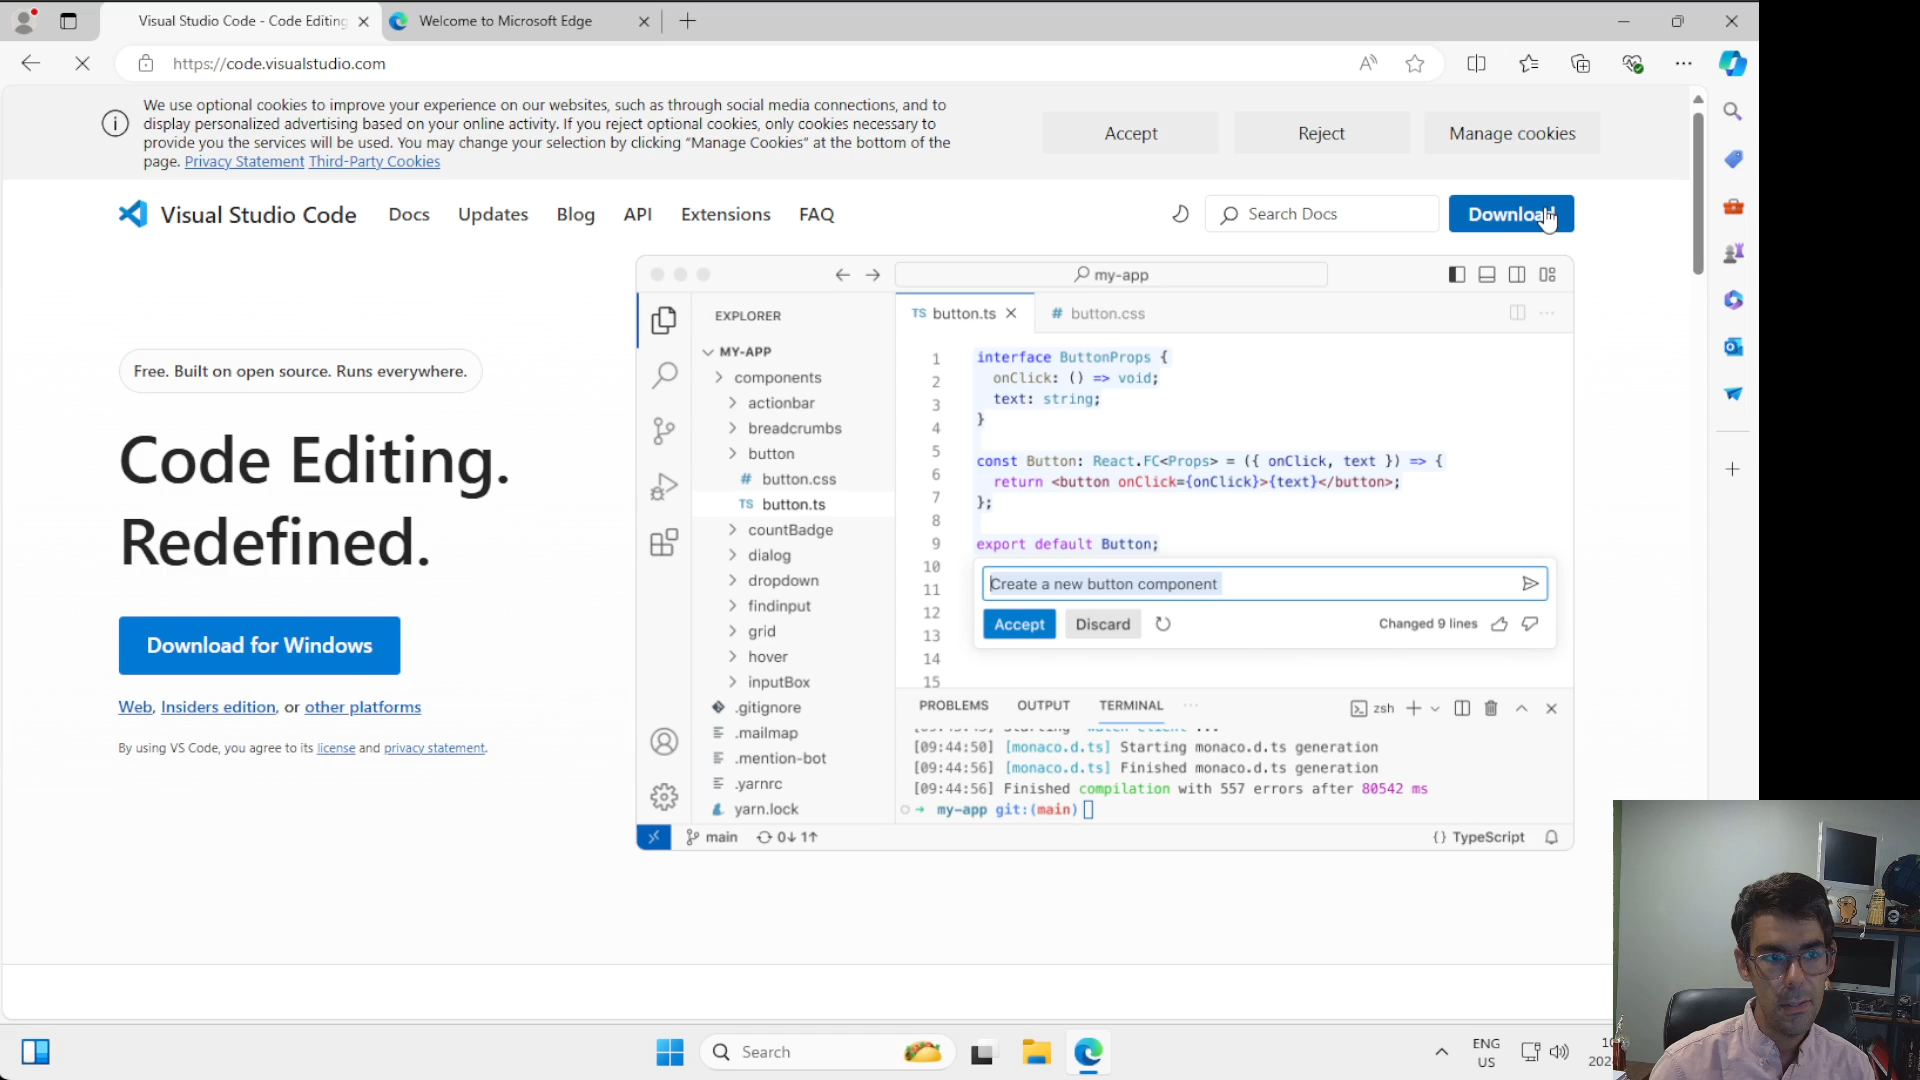 Visual Studio Code - Code Editing
Welcome to Microsoft Edge
https://code.visualstudio.com
We use optional cookies to improve your experience on our websites, such as through social media connections, and to
display personalized advertising based on your online activity. If you reject optional cookies, only cookies necessary to
provide you the services will be used. You may change your selection by clicking "Manage Cookies" at the bottom of the
page. Privacy Statement Third-Party Cookies
Accept
Reject
Manage cookies
Visual Studio Code
Docs
Updates
Blog
API
Extensions
FAQ
Search Docs
Download
Free. Built on open source. Runs everywhere.
Code Editing.
Redefined.
Download for Windows
Web, Insiders edition, or other platforms
By using VS Code, you agree to its license and privacy statement.
my-app
EXPLORER
MY-APP
components
actionbar
breadcrumbs
button
# button.css
TS button.ts
countBadge
dialog
dropdown
findinput
grid
hover
inputBox
.gitignore
.mailmap
.mention-bot
.yarnrc
yarn.lock
TS button.ts
# button.css
1 interface ButtonProps {
2 onClick: () => void;
3 text: string;
4 }
5
6 const Button: React.FC<Props> = ({ onClick, text }) => {
7 return <button onClick={onClick}>{text}</button>;
8 };
9
10 export default Button;
11
12
13
14
15
Create a new button component
Accept
Discard
Changed 9 lines
PROBLEMS
OUTPUT
TERMINAL
zsh
[09:44:50] [monaco.d.ts] Starting monaco.d.ts generation
[09:44:56] [monaco.d.ts] Finished monaco.d.ts generation
[09:44:56] Finished compilation with 557 errors after 80542 ms
my-app git:(main)
main
0↓ 1↑
{} TypeScript
Search
ENG
US